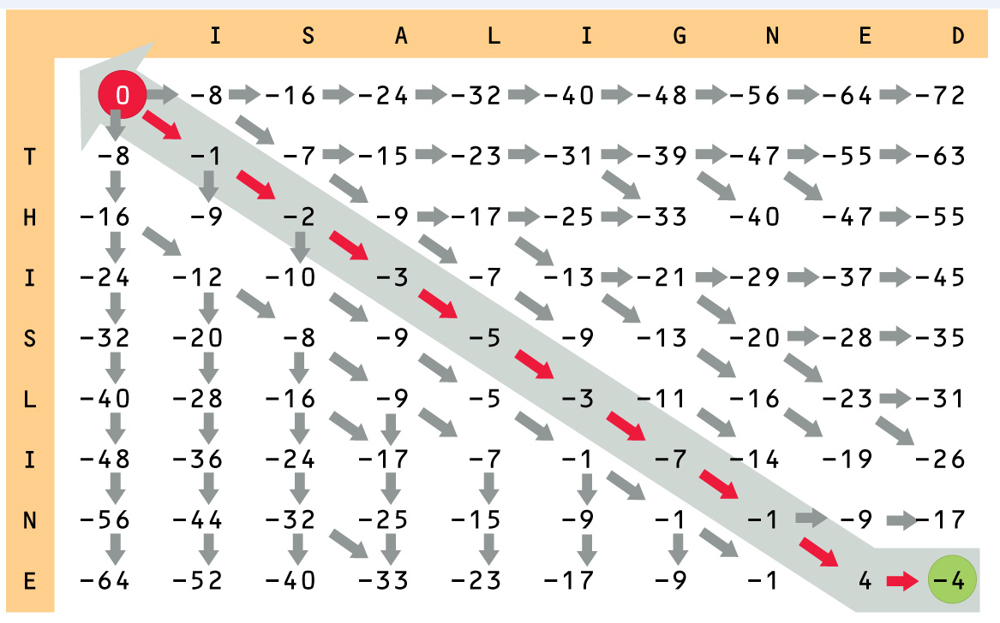 I S A L I G N E D
0 -8 -16 -24 -32 -40 -48 -56 -64 -72
T -8 -1 -7 -15 -23 -31 -39 -47 -55 -63
H -16 -9 -2 -9 -17 -25 -33 -40 -47 -55
I -24 -12 -10 -3 -7 -13 -21 -29 -37 -45
S -32 -20 -8 -9 -5 -9 -13 -20 -28 -35
L -40 -28 -16 -9 -5 -3 -11 -16 -23 -31
I -48 -36 -24 -17 -7 -1 -7 -14 -19 -26
N -56 -44 -32 -25 -15 -9 -1 -1 -9 -17
E -64 -52 -40 -33 -23 -17 -9 -1 4 -4